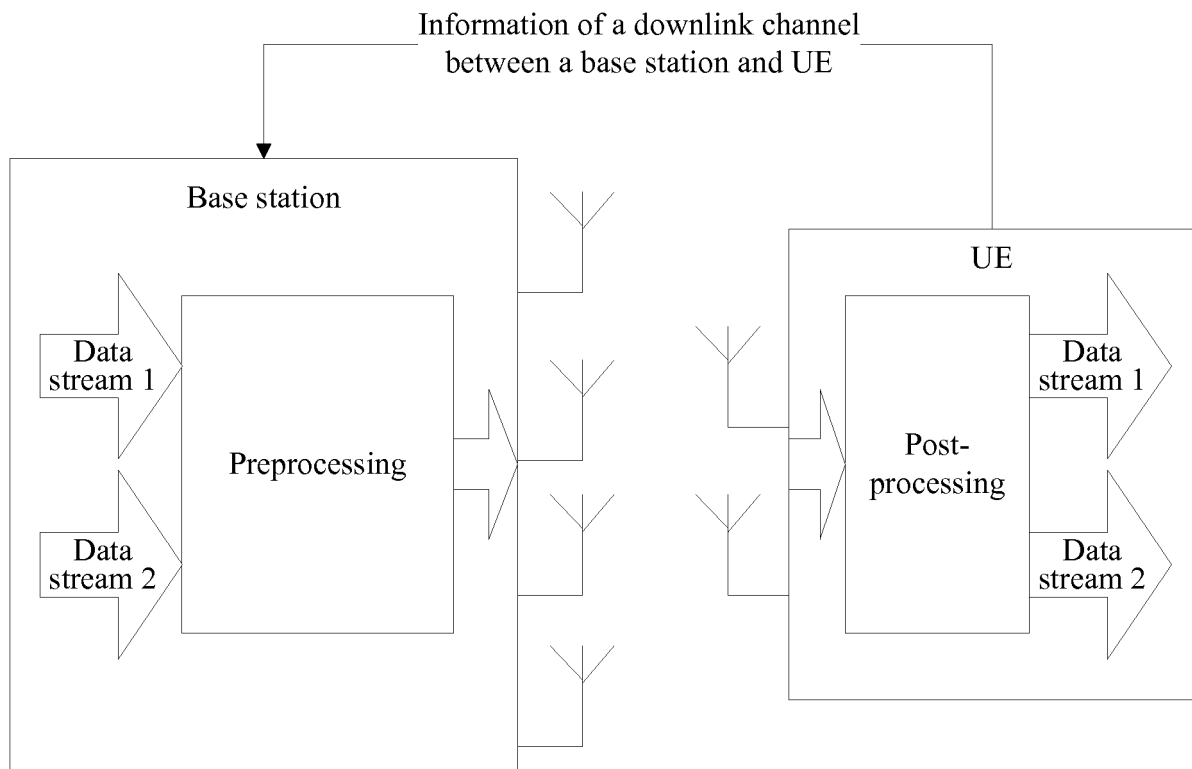 Information of a downlink channel
between a base station and UE
Base station
UE
Data
stream 1
Data
stream 2
Preprocessing
Post-
processing
Data
stream 1
Data
stream 2